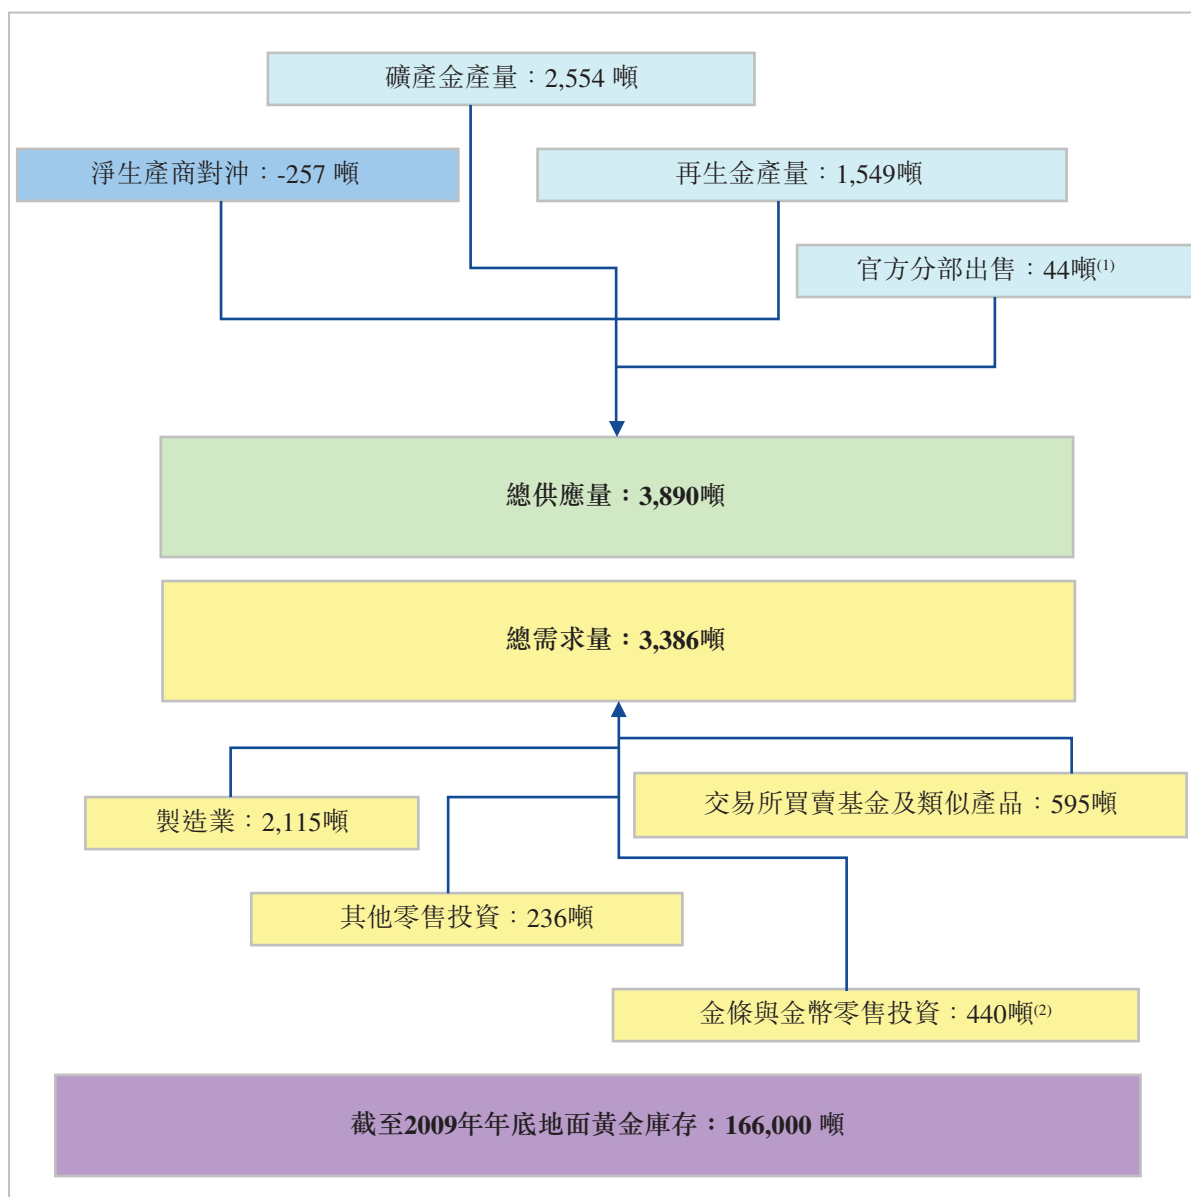 礦產金產量：2,554 噸
淨生產商對沖：-257 噸
再生金產量：1,549噸
官方分部出售：44噸(1)
總供應量：3,890噸
總需求量：3,386噸
製造業：2,115噸
交易所買賣基金及類似產品：595噸
其他零售投資：236噸
金條與金幣零售投資：440噸(2)
截至2009年年底地面黃金庫存：166,000 噸